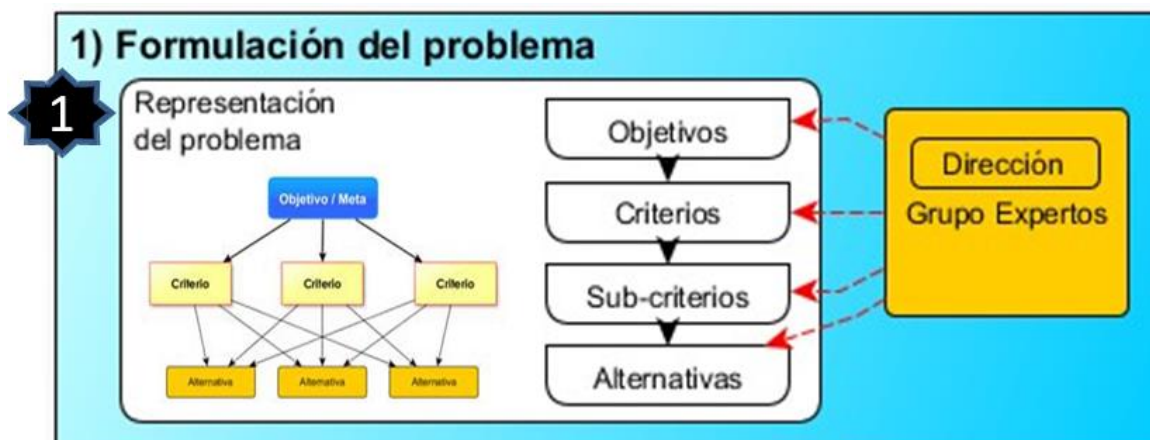 1) Formulación del problema
1
Representación
del problema
Objetivo / Meta
Criterio
Criterio
Criterio
Alternativa
Alternativa
Alternativa
Objetivos
Criterios
Sub-criterios
Alternativas
Dirección
Grupo Expertos